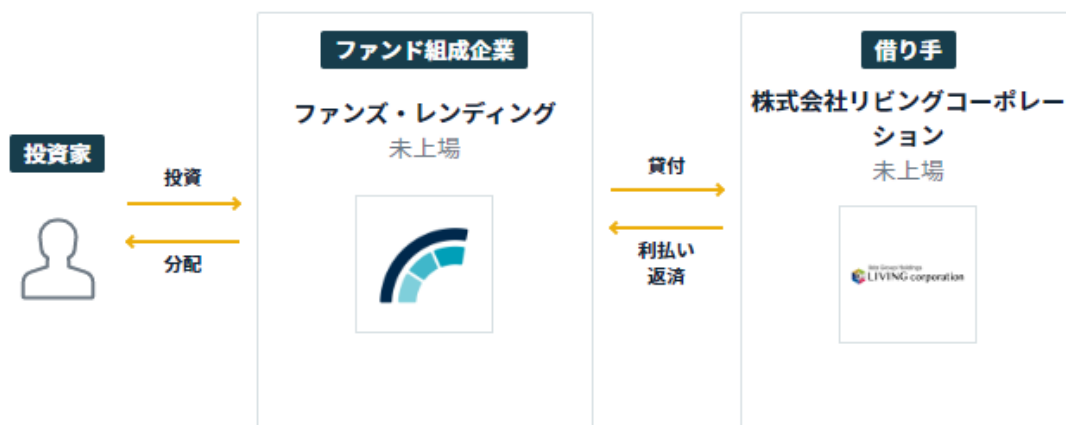 ファンド組成企業
借り手
ファンズ・レンディング
未上場
株式会社リビングコーポレー
ション
未上場
投資家
投資
分配
貸付
利払い
返済
LIVING corporation